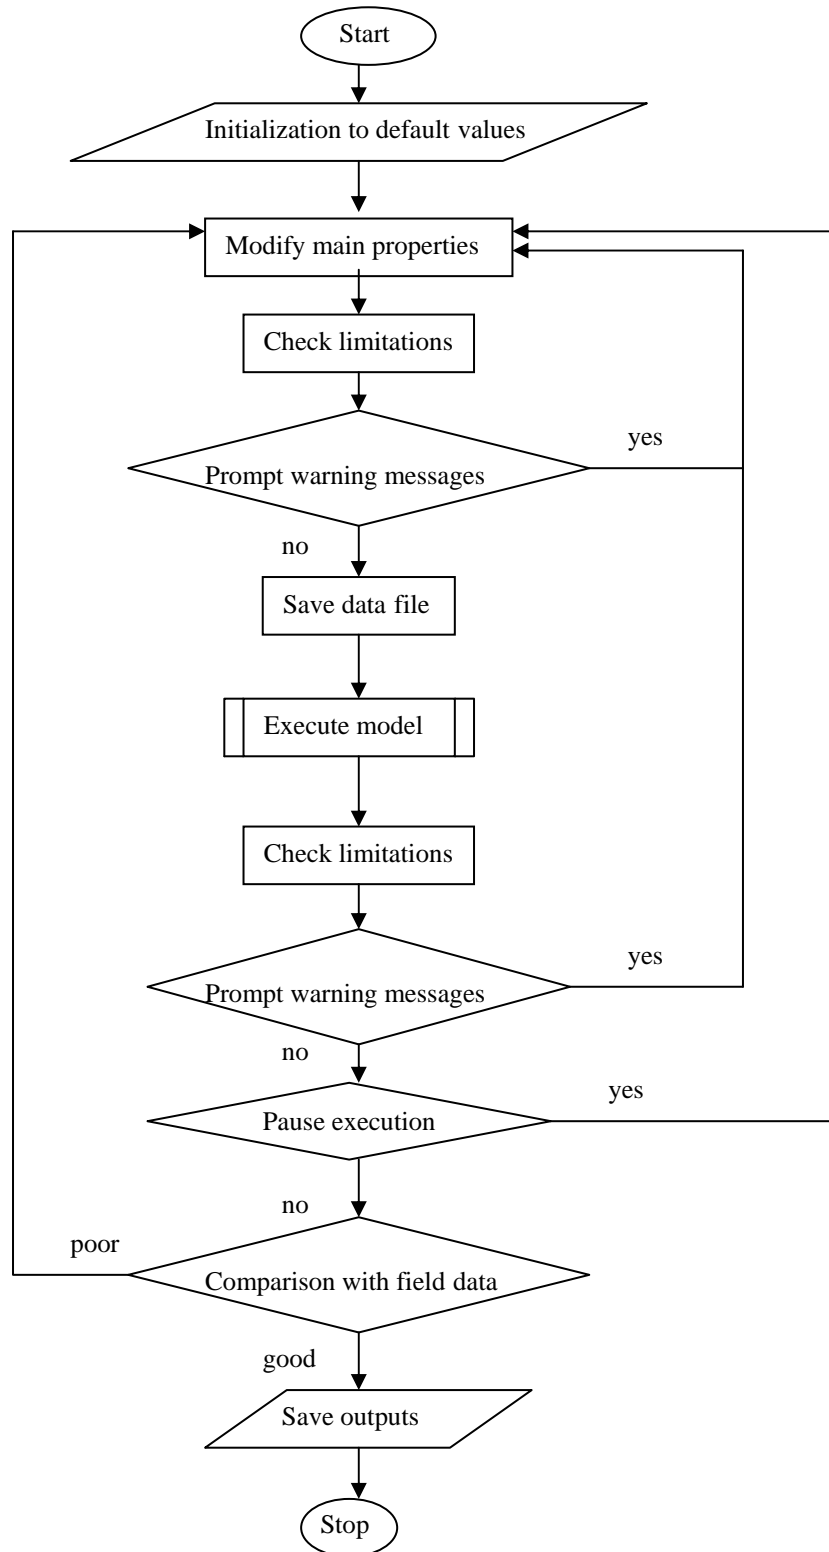 Start
Initialization to default values
Modify main properties
Check limitations
yes
Prompt warning messages
no
Save data file
Execute model
Check limitations
yes
Prompt warning messages
no
yes
Pause execution
no
poor
Comparison with field data
good
Save outputs
Stop